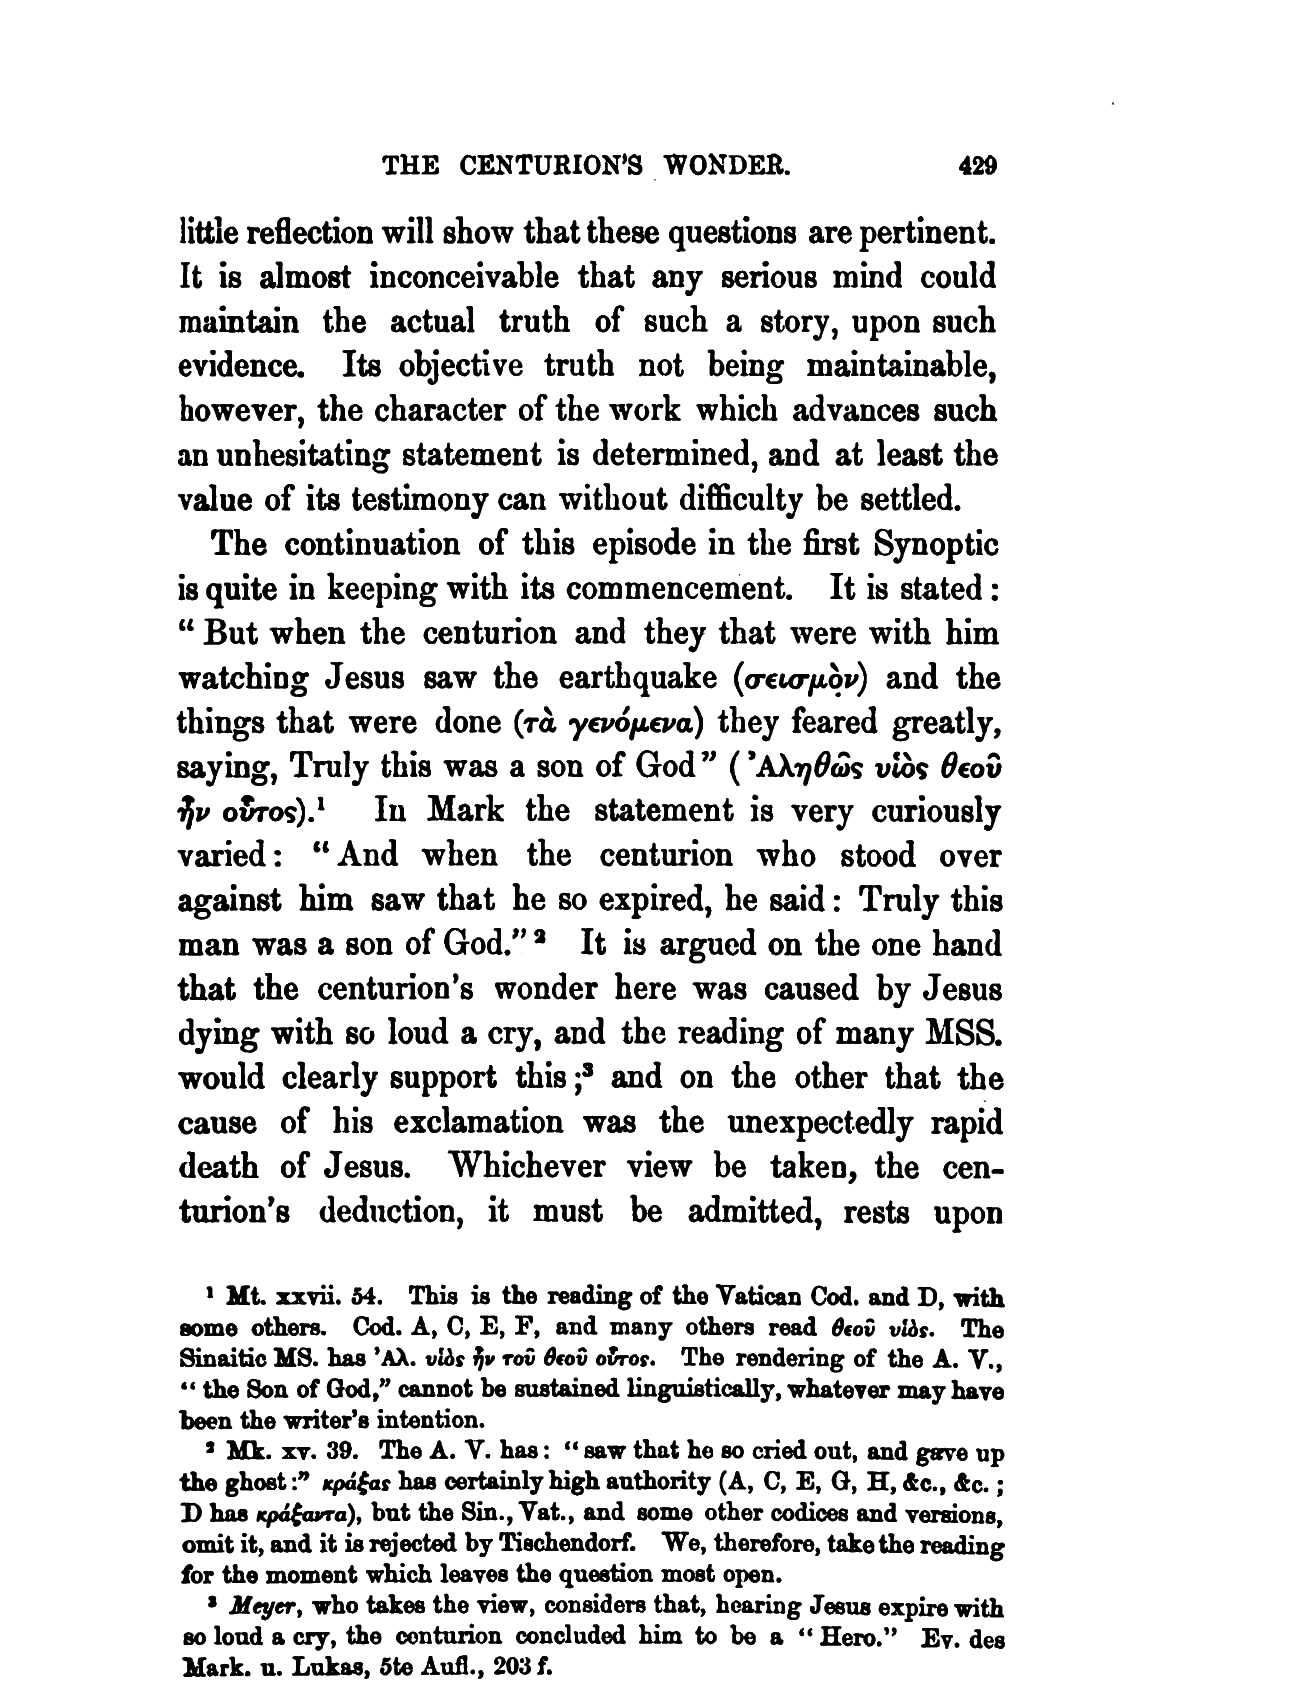 THE CENTURION'S WONDER. 429
little reflection will show that these questions are pertinent.
It is almost inconceivable that any serious mind could
maintain the actual truth of such a story, upon such
evidence. Its objective truth not being maintainable,
however, the character of the work which advances such
an unhesitating statement is determined, and at least the
value of its testimony can without difficulty be settled.
The continuation of this episode in the first Synoptic
is quite in keeping with its commencement. It is stated :
“ But when the centurion and they that were with him
watching Jesus saw the earthquake (σεισμὸν) and the
things that were done (τὰ γενόμενα) they feared greatly,
saying, Truly this was a son of God” (Ἀληθῶς υἱὸς θεοῦ
ἦν οὗτος).¹ In Mark the statement is very curiously
varied : “ And when the centurion who stood over
against him saw that he so expired, he said : Truly this
man was a son of God.” ² It is argued on the one hand
that the centurion's wonder here was caused by Jesus
dying with so loud a cry, and the reading of many MSS.
would clearly support this ;³ and on the other that the
cause of his exclamation was the unexpectedly rapid
death of Jesus. Whichever view be taken, the cen-
turion's deduction, it must be admitted, rests upon
¹ Mt. xxvii. 54. This is the reading of the Vatican Cod. and D, with
some others. Cod. A, C, E, F, and many others read θεοῦ υἱὸς. The
Sinaitic MS. has Ἀλ. υἱὸς ἦν τοῦ θεοῦ οὗτος. The rendering of the A. V.,
“ the Son of God,” cannot be sustained linguistically, whatever may have
been the writer's intention.
² Mk. xv. 39. The A. V. has : “ saw that he so cried out, and gave up
the ghost :” κράξας has certainly high authority (A, C, E, G, H, &c., &c. ;
D has κράξαντα), but the Sin., Vat., and some other codices and versions,
omit it, and it is rejected by Tischendorf. We, therefore, take the reading
for the moment which leaves the question most open.
³ Meyer, who takes the view, considers that, hearing Jesus expire with
so loud a cry, the centurion concluded him to be a “ Hero.” Ev. des
Mark. u. Lukas, 5te Aufl., 203 f.